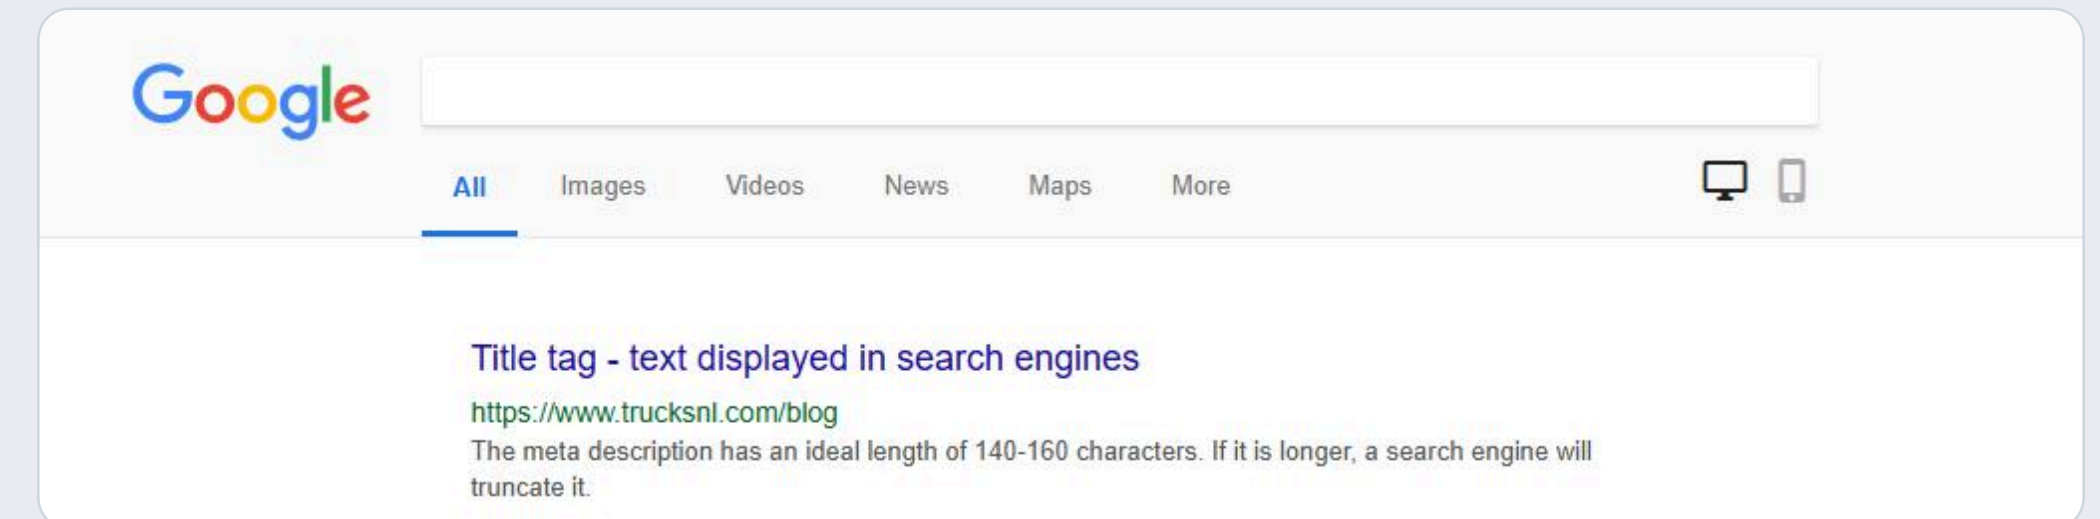 Google
All Images Videos News Maps More
Title tag - text displayed in search engines
https://www.trucksnl.com/blog
The meta description has an ideal length of 140-160 characters. If it is longer, a search engine will
truncate it.